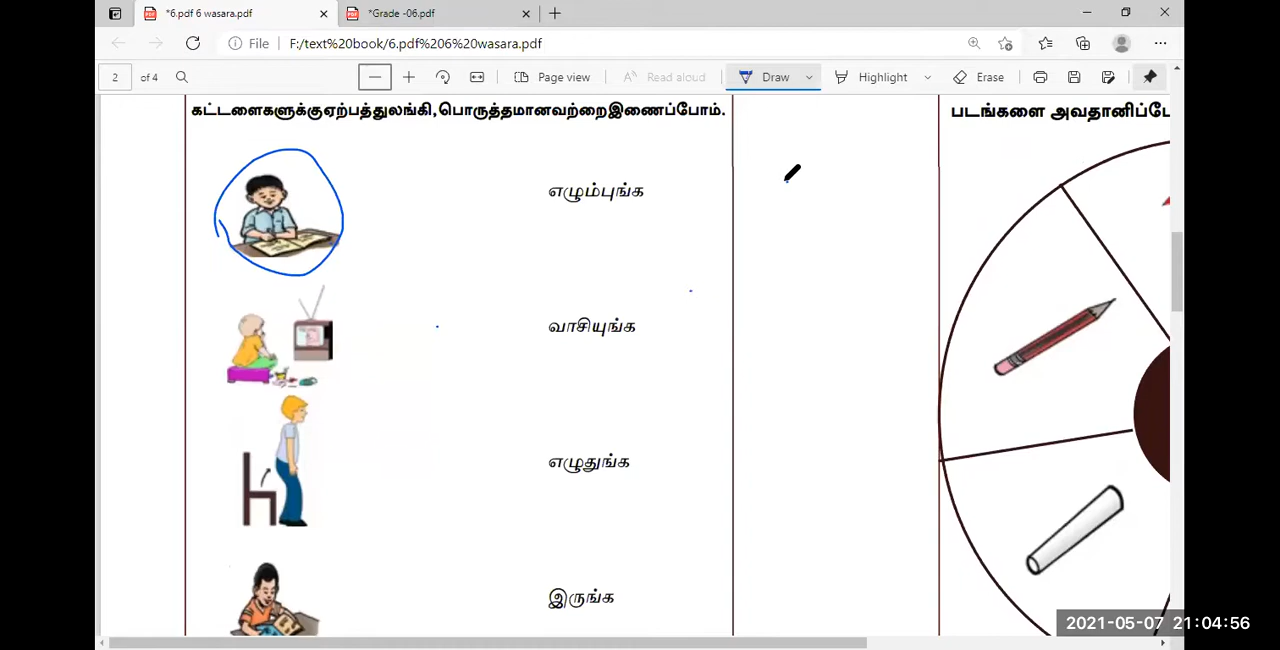 *6.pdf 6 wasara.pdf
*Grade -06.pdf
File F:/text%20book/6.pdf%206%20wasara.pdf
2 of 4 Page view Read aloud Draw Highlight Erase
கட்டளைகளுக்குஏற்பத்துலங்கி,பொருத்தமானவற்றைஇணைப்போம்.
படங்களை அவதானிப்போ
எழும்புங்க
வாசியுங்க
எழுதுங்க
இருங்க
2021-05-07 21:04:56